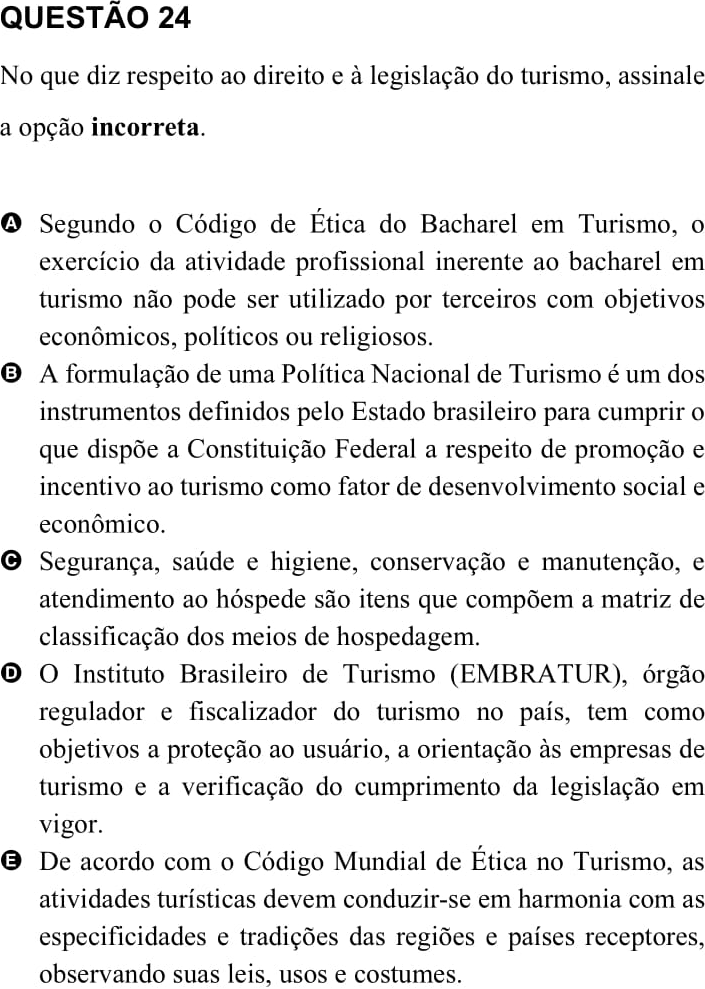 QUESTÃO 24
No que diz respeito ao direito e à legislação do turismo, assinale
a opção incorreta.
A Segundo o Código de Ética do Bacharel em Turismo, o
exercício da atividade profissional inerente ao bacharel em
turismo não pode ser utilizado por terceiros com objetivos
econômicos, políticos ou religiosos.
B A formulação de uma Política Nacional de Turismo é um dos
instrumentos definidos pelo Estado brasileiro para cumprir o
que dispõe a Constituição Federal a respeito de promoção e
incentivo ao turismo como fator de desenvolvimento social e
econômico.
C Segurança, saúde e higiene, conservação e manutenção, e
atendimento ao hóspede são itens que compõem a matriz de
classificação dos meios de hospedagem.
D O Instituto Brasileiro de Turismo (EMBRATUR), órgão
regulador e fiscalizador do turismo no país, tem como
objetivos a proteção ao usuário, a orientação às empresas de
turismo e a verificação do cumprimento da legislação em
vigor.
E De acordo com o Código Mundial de Ética no Turismo, as
atividades turísticas devem conduzir-se em harmonia com as
especificidades e tradições das regiões e países receptores,
observando suas leis, usos e costumes.